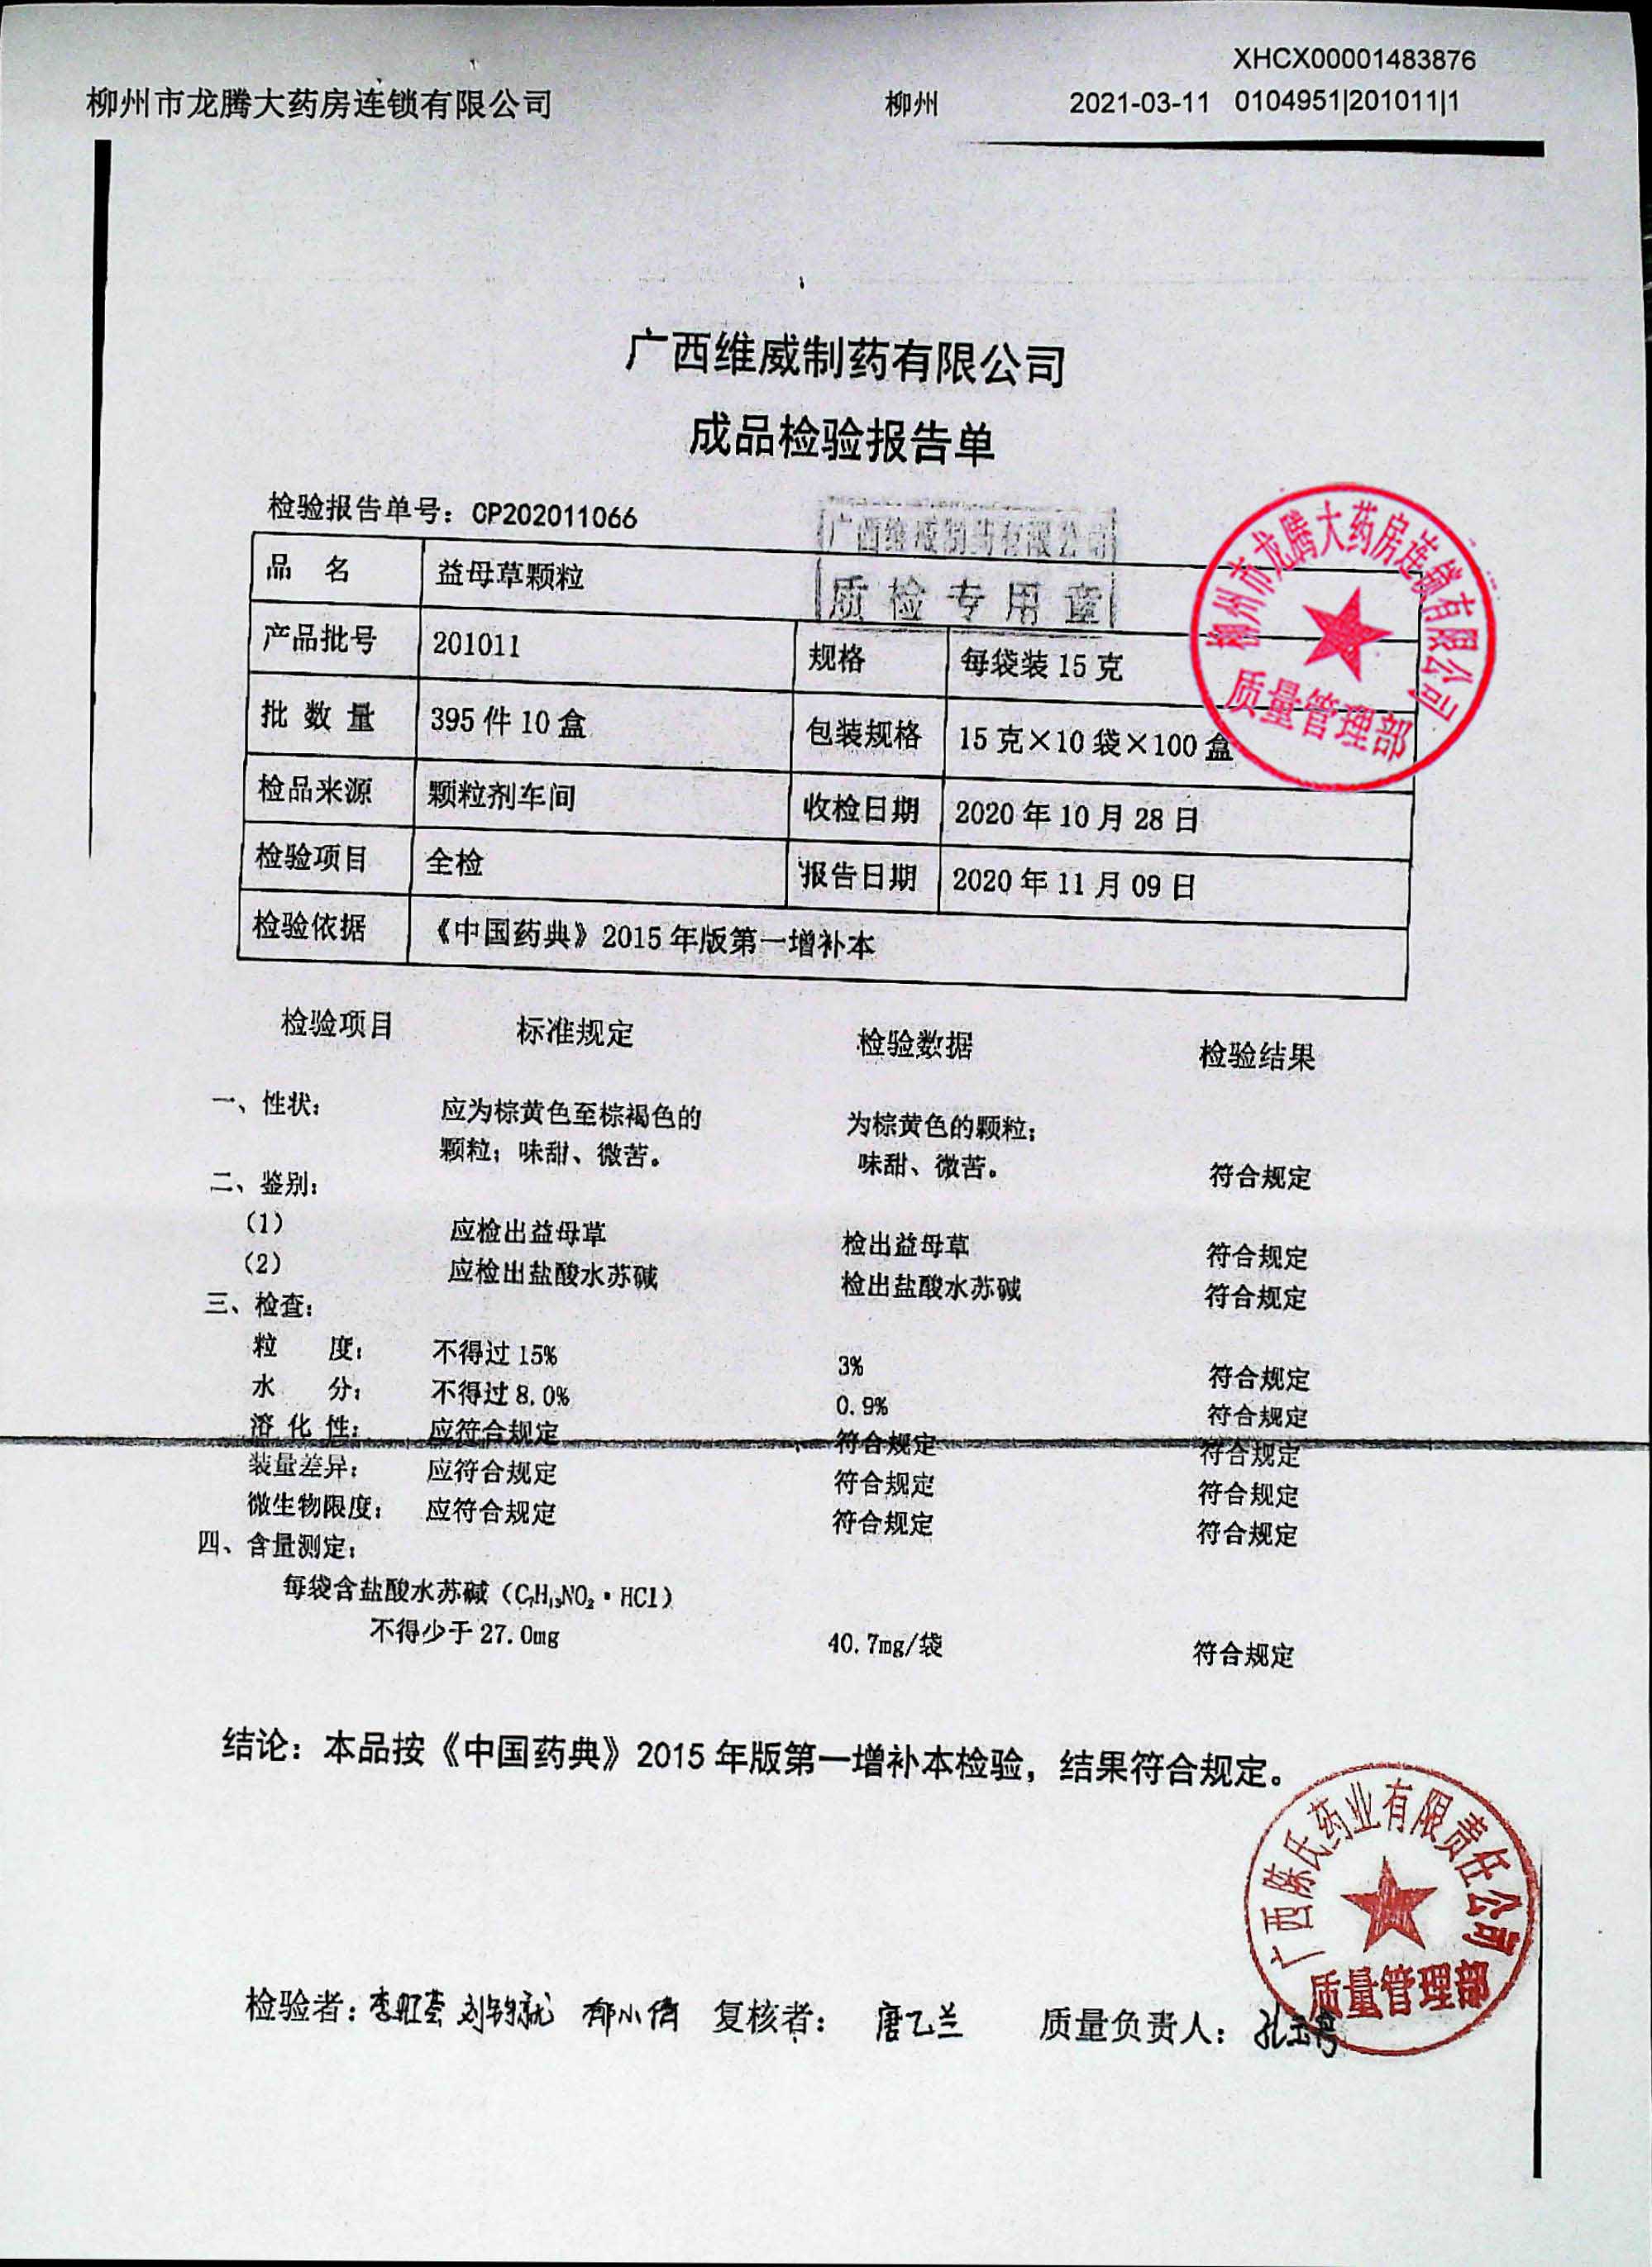 XHCX00001483876
柳州市龙腾大药房连锁有限公司 柳州 2021-03-11 0104951|201011|1
广西维威制药有限公司
成品检验报告单
检验报告单号：CP202011066
广西维威制药有限公司
质检专用章
柳州市龙腾大药房连锁有限公司
质量管理部
品 名 益母草颗粒
产品批号 201011 规格 每袋装15克
批 数 量 395件10盒 包装规格 15克×10袋×100盒
检品来源 颗粒剂车间 收检日期 2020年10月28日
检验项目 全检 报告日期 2020年11月09日
检验依据 《中国药典》2015年版第一增补本
检验项目 标准规定 检验数据 检验结果
一、性状： 应为棕黄色至棕褐色的 为棕黄色的颗粒；
颗粒；味甜、微苦。 味甜、微苦。 符合规定
二、鉴别：
（1） 应检出益母草 检出益母草 符合规定
（2） 应检出盐酸水苏碱 检出盐酸水苏碱 符合规定
三、检查：
粒 度： 不得过15% 3% 符合规定
水 分： 不得过8.0% 0.9% 符合规定
溶 化 性： 应符合规定 符合规定 符合规定
装量差异： 应符合规定 符合规定 符合规定
微生物限度： 应符合规定 符合规定 符合规定
四、含量测定：
每袋含盐酸水苏碱（C₇H₁₃NO₂·HCl）
不得少于27.0mg 40.7mg/袋 符合规定
结论：本品按《中国药典》2015年版第一增补本检验，结果符合规定。
广西陈氏药业有限责任公司
质量管理部
检验者： 郁小倩 复核者：唐乙兰 质量负责人：